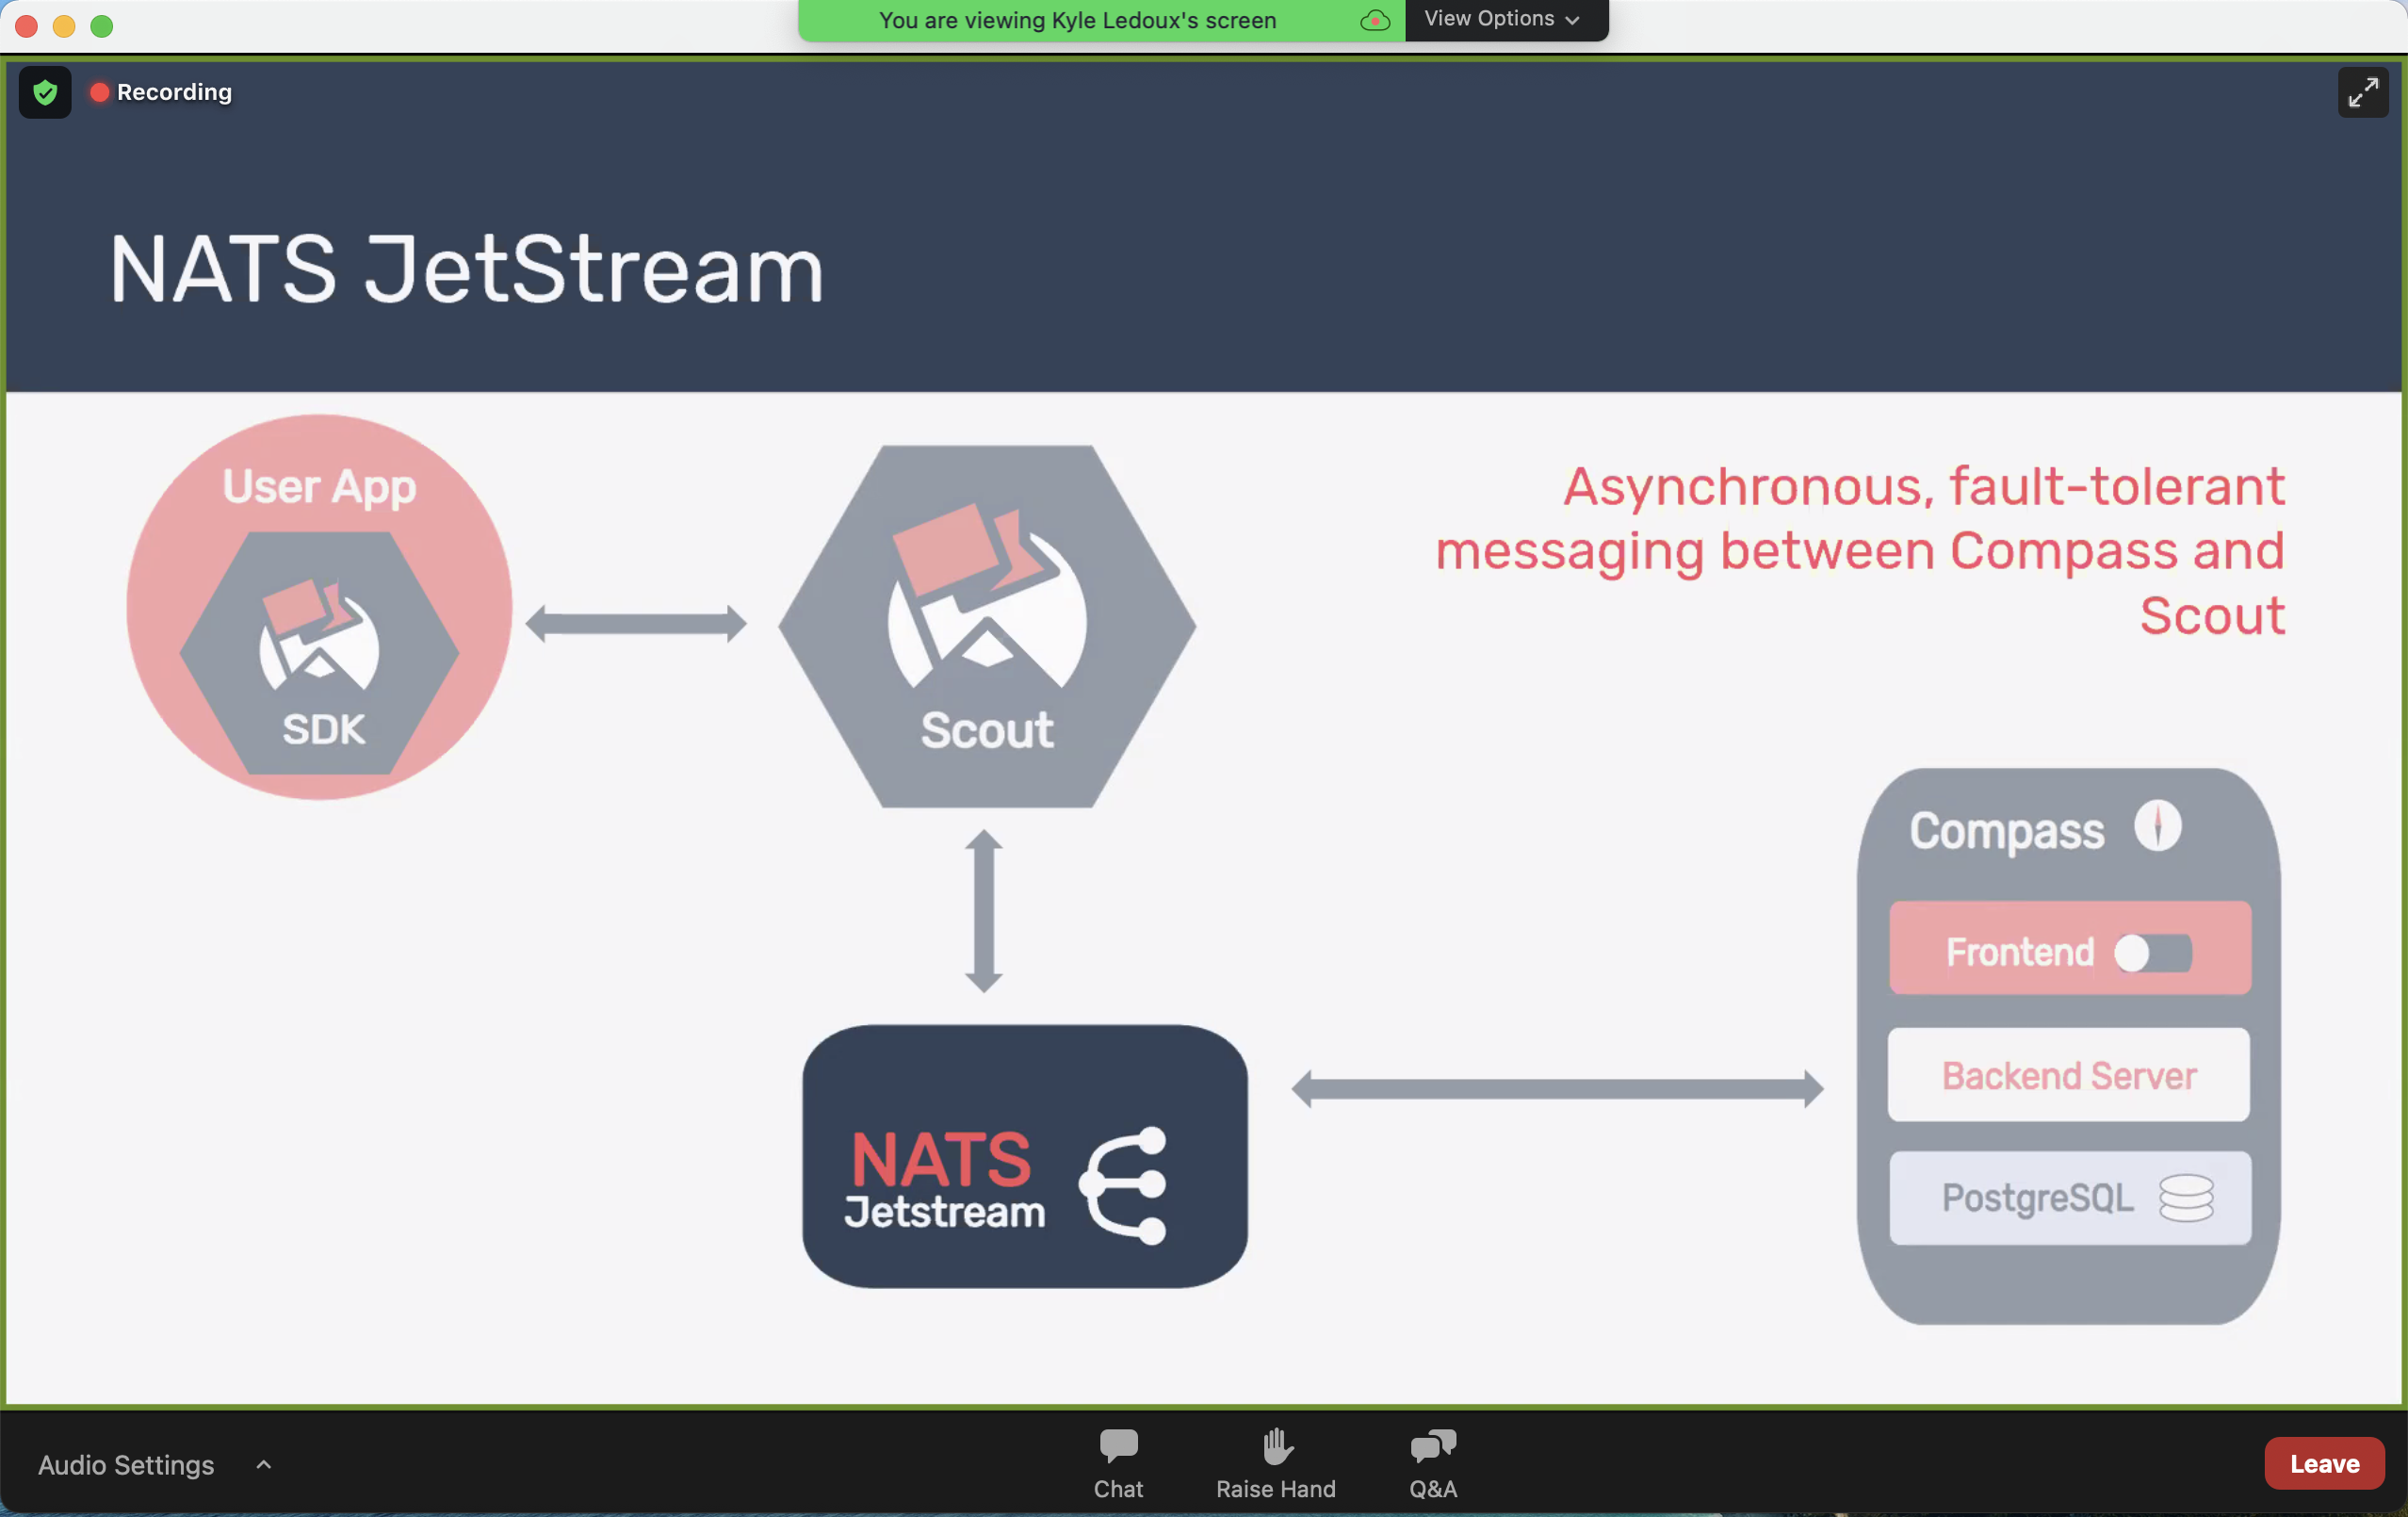 You are viewing Kyle Ledoux's screen
View Options
Recording
NATS JetStream
User App
SDK
Scout
Asynchronous, fault-tolerant
messaging between Compass and
Scout
Compass
Frontend
Backend Server
PostgreSQL
NATS
Jetstream
Audio Settings
Chat
Raise Hand
Q&A
Leave